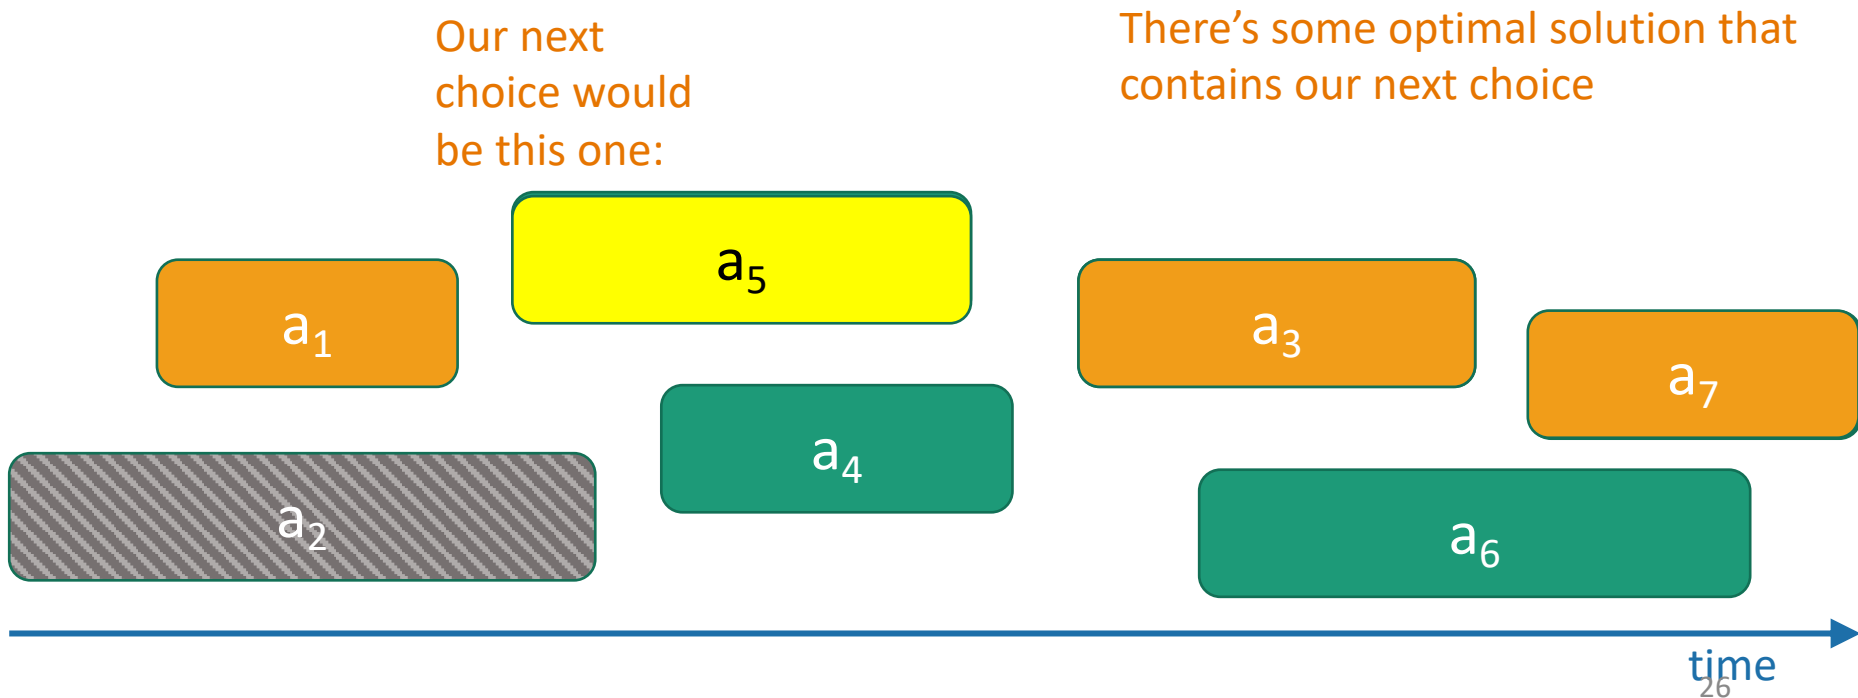 Our next
choice would
be this one:
There’s some optimal solution that
contains our next choice
a₅
a₁
a₃
a₇
a₄
a₂
a₆
time
26